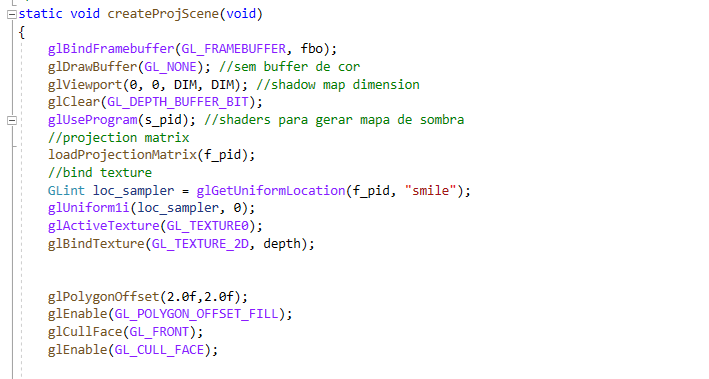 static void createProjScene(void)
{
glBindFramebuffer(GL_FRAMEBUFFER, fbo);
glDrawBuffer(GL_NONE); //sem buffer de cor
glViewport(0, 0, DIM, DIM); //shadow map dimension
glClear(GL_DEPTH_BUFFER_BIT);
glUseProgram(s_pid); //shaders para gerar mapa de sombra
//projection matrix
loadProjectionMatrix(f_pid);
//bind texture
GLint loc_sampler = glGetUniformLocation(f_pid, "smile");
glUniform1i(loc_sampler, 0);
glActiveTexture(GL_TEXTURE0);
glBindTexture(GL_TEXTURE_2D, depth);
glPolygonOffset(2.0f,2.0f);
glEnable(GL_POLYGON_OFFSET_FILL);
glCullFace(GL_FRONT);
glEnable(GL_CULL_FACE);